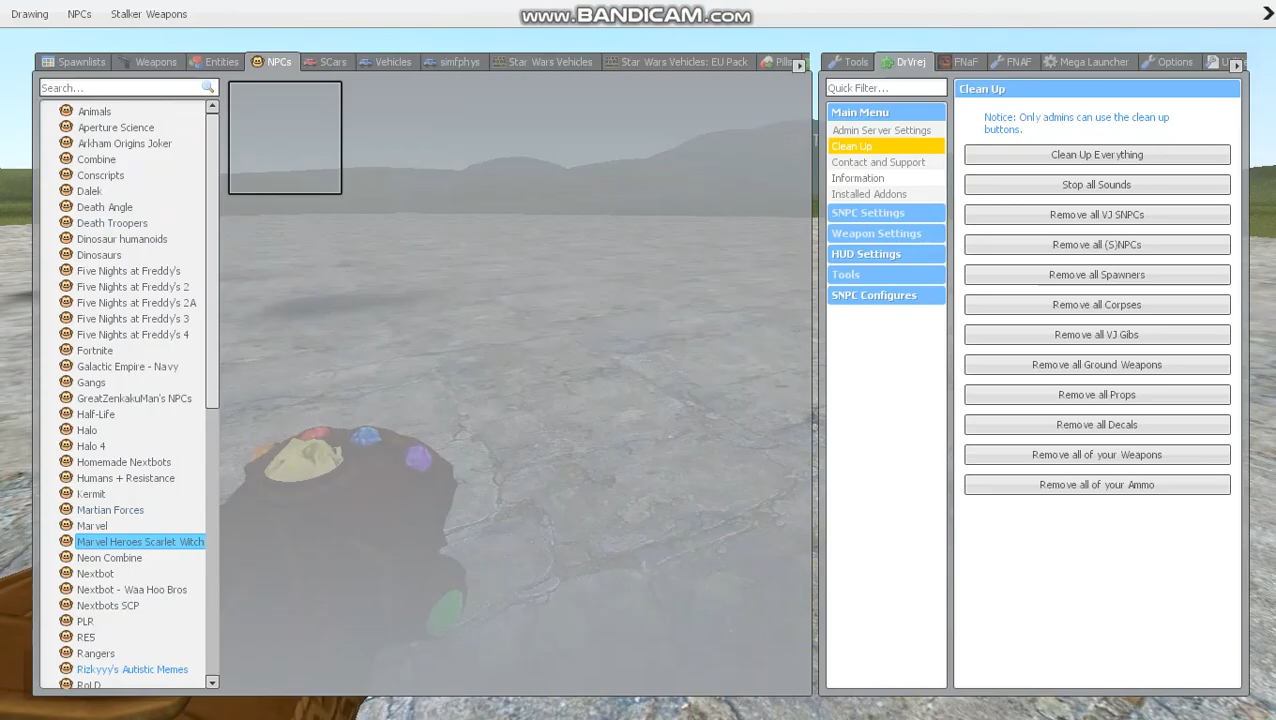 Drawing NPCs Stalker Weapons
www.BANDICAM.com
Spawnlists Weapons Entities NPCs SCars Vehicles simfphys Star Wars Vehicles Star Wars Vehicles: EU Pack
Tools DrVrej FNaF FNAF Mega Launcher Options
Search...
Animals
Aperture Science
Arkham Origins Joker
Combine
Conscripts
Dalek
Death Angle
Death Troopers
Dinosaur humanoids
Dinosaurs
Five Nights at Freddy's
Five Nights at Freddy's 2
Five Nights at Freddy's 2A
Five Nights at Freddy's 3
Five Nights at Freddy's 4
Fortnite
Galactic Empire - Navy
Gangs
GreatZenkakuMan's NPCs
Half-Life
Halo
Halo 4
Homemade Nextbots
Humans + Resistance
Kermit
Martian Forces
Marvel
Marvel Heroes Scarlet Witch
Neon Combine
Nextbot
Nextbot - Waa Hoo Bros
Nextbots SCP
PLR
RE5
Rangers
Rizkyyy's Autistic Memes
RoLD
Quick Filter...
Main Menu
Admin Server Settings
Clean Up
Contact and Support
Information
Installed Addons
SNPC Settings
Weapon Settings
HUD Settings
Tools
SNPC Configures
Clean Up
Notice: Only admins can use the clean up
buttons.
Clean Up Everything
Stop all Sounds
Remove all VJ SNPCs
Remove all (S)NPCs
Remove all Spawners
Remove all Corpses
Remove all VJ Gibs
Remove all Ground Weapons
Remove all Props
Remove all Decals
Remove all of your Weapons
Remove all of your Ammo